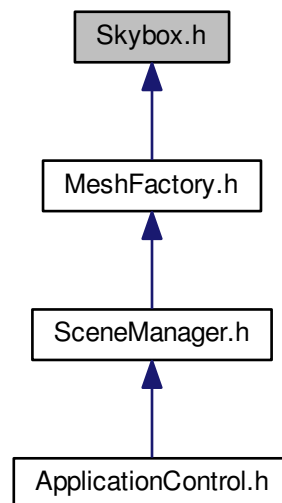 Skybox.h
MeshFactory.h
SceneManager.h
ApplicationControl.h